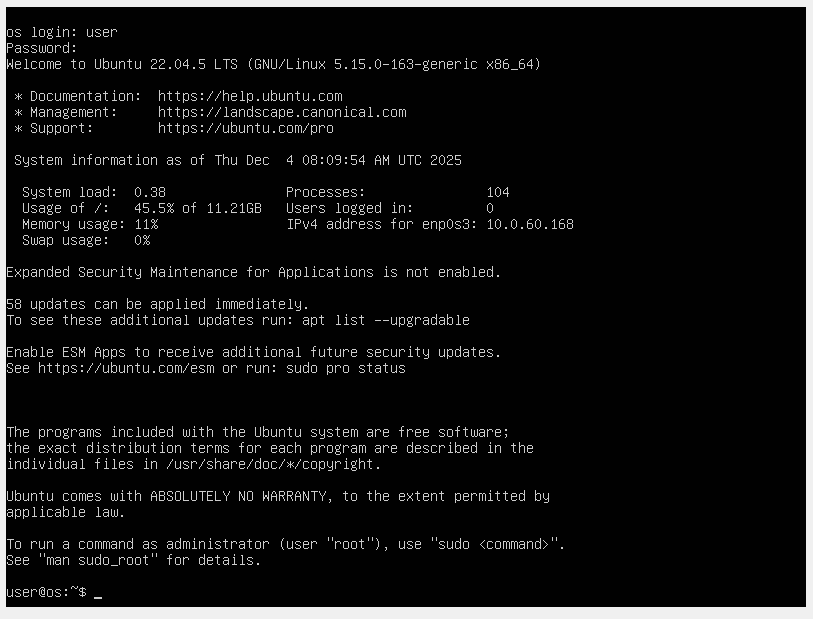 os login: user
Password:
Welcome to Ubuntu 22.04.5 LTS (GNU/Linux 5.15.0-163-generic x86_64)
* Documentation:  https://help.ubuntu.com
* Management:     https://landscape.canonical.com
* Support:        https://ubuntu.com/pro
System information as of Thu Dec  4 08:09:54 AM UTC 2025
System load:  0.38               Processes:               104
Usage of /:   45.5% of 11.21GB   Users logged in:         0
Memory usage: 11%                IPv4 address for enp0s3: 10.0.60.168
Swap usage:   0%
Expanded Security Maintenance for Applications is not enabled.
58 updates can be applied immediately.
To see these additional updates run: apt list --upgradable
Enable ESM Apps to receive additional future security updates.
See https://ubuntu.com/esm or run: sudo pro status
The programs included with the Ubuntu system are free software;
the exact distribution terms for each program are described in the
individual files in /usr/share/doc/*/copyright.
Ubuntu comes with ABSOLUTELY NO WARRANTY, to the extent permitted by
applicable law.
To run a command as administrator (user "root"), use "sudo <command>".
See "man sudo_root" for details.
user@os:~$ _